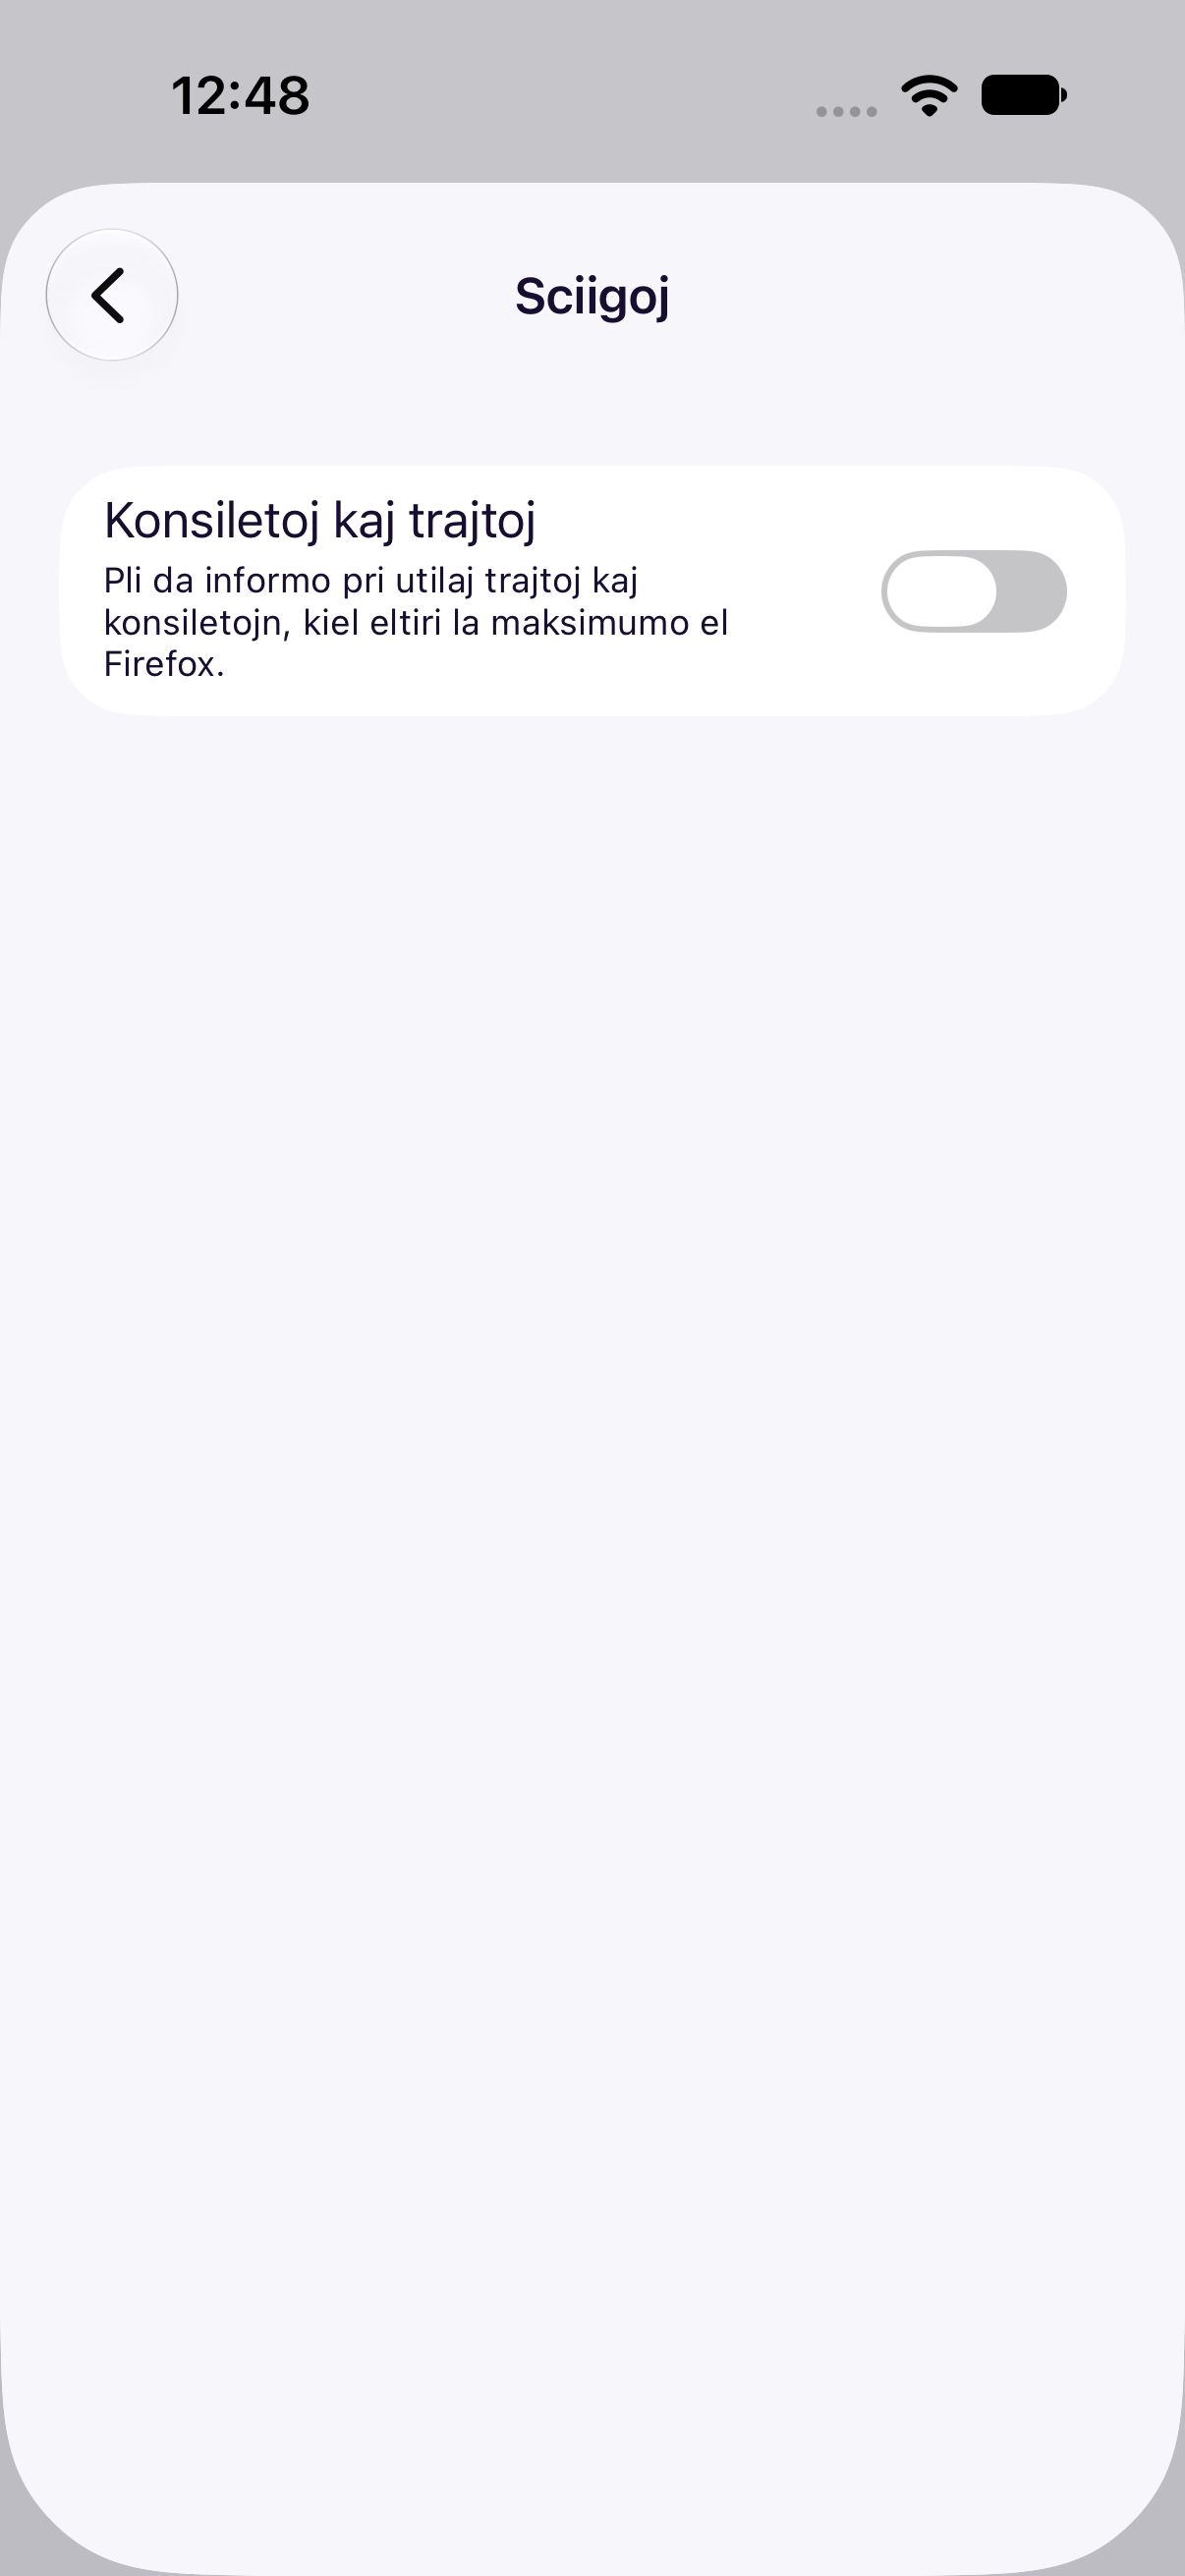 12:48
Sciigoj
Konsiletoj kaj trajtoj
Pli da informo pri utilaj trajtoj kaj
konsiletojn, kiel eltiri la maksimumo el
Firefox.